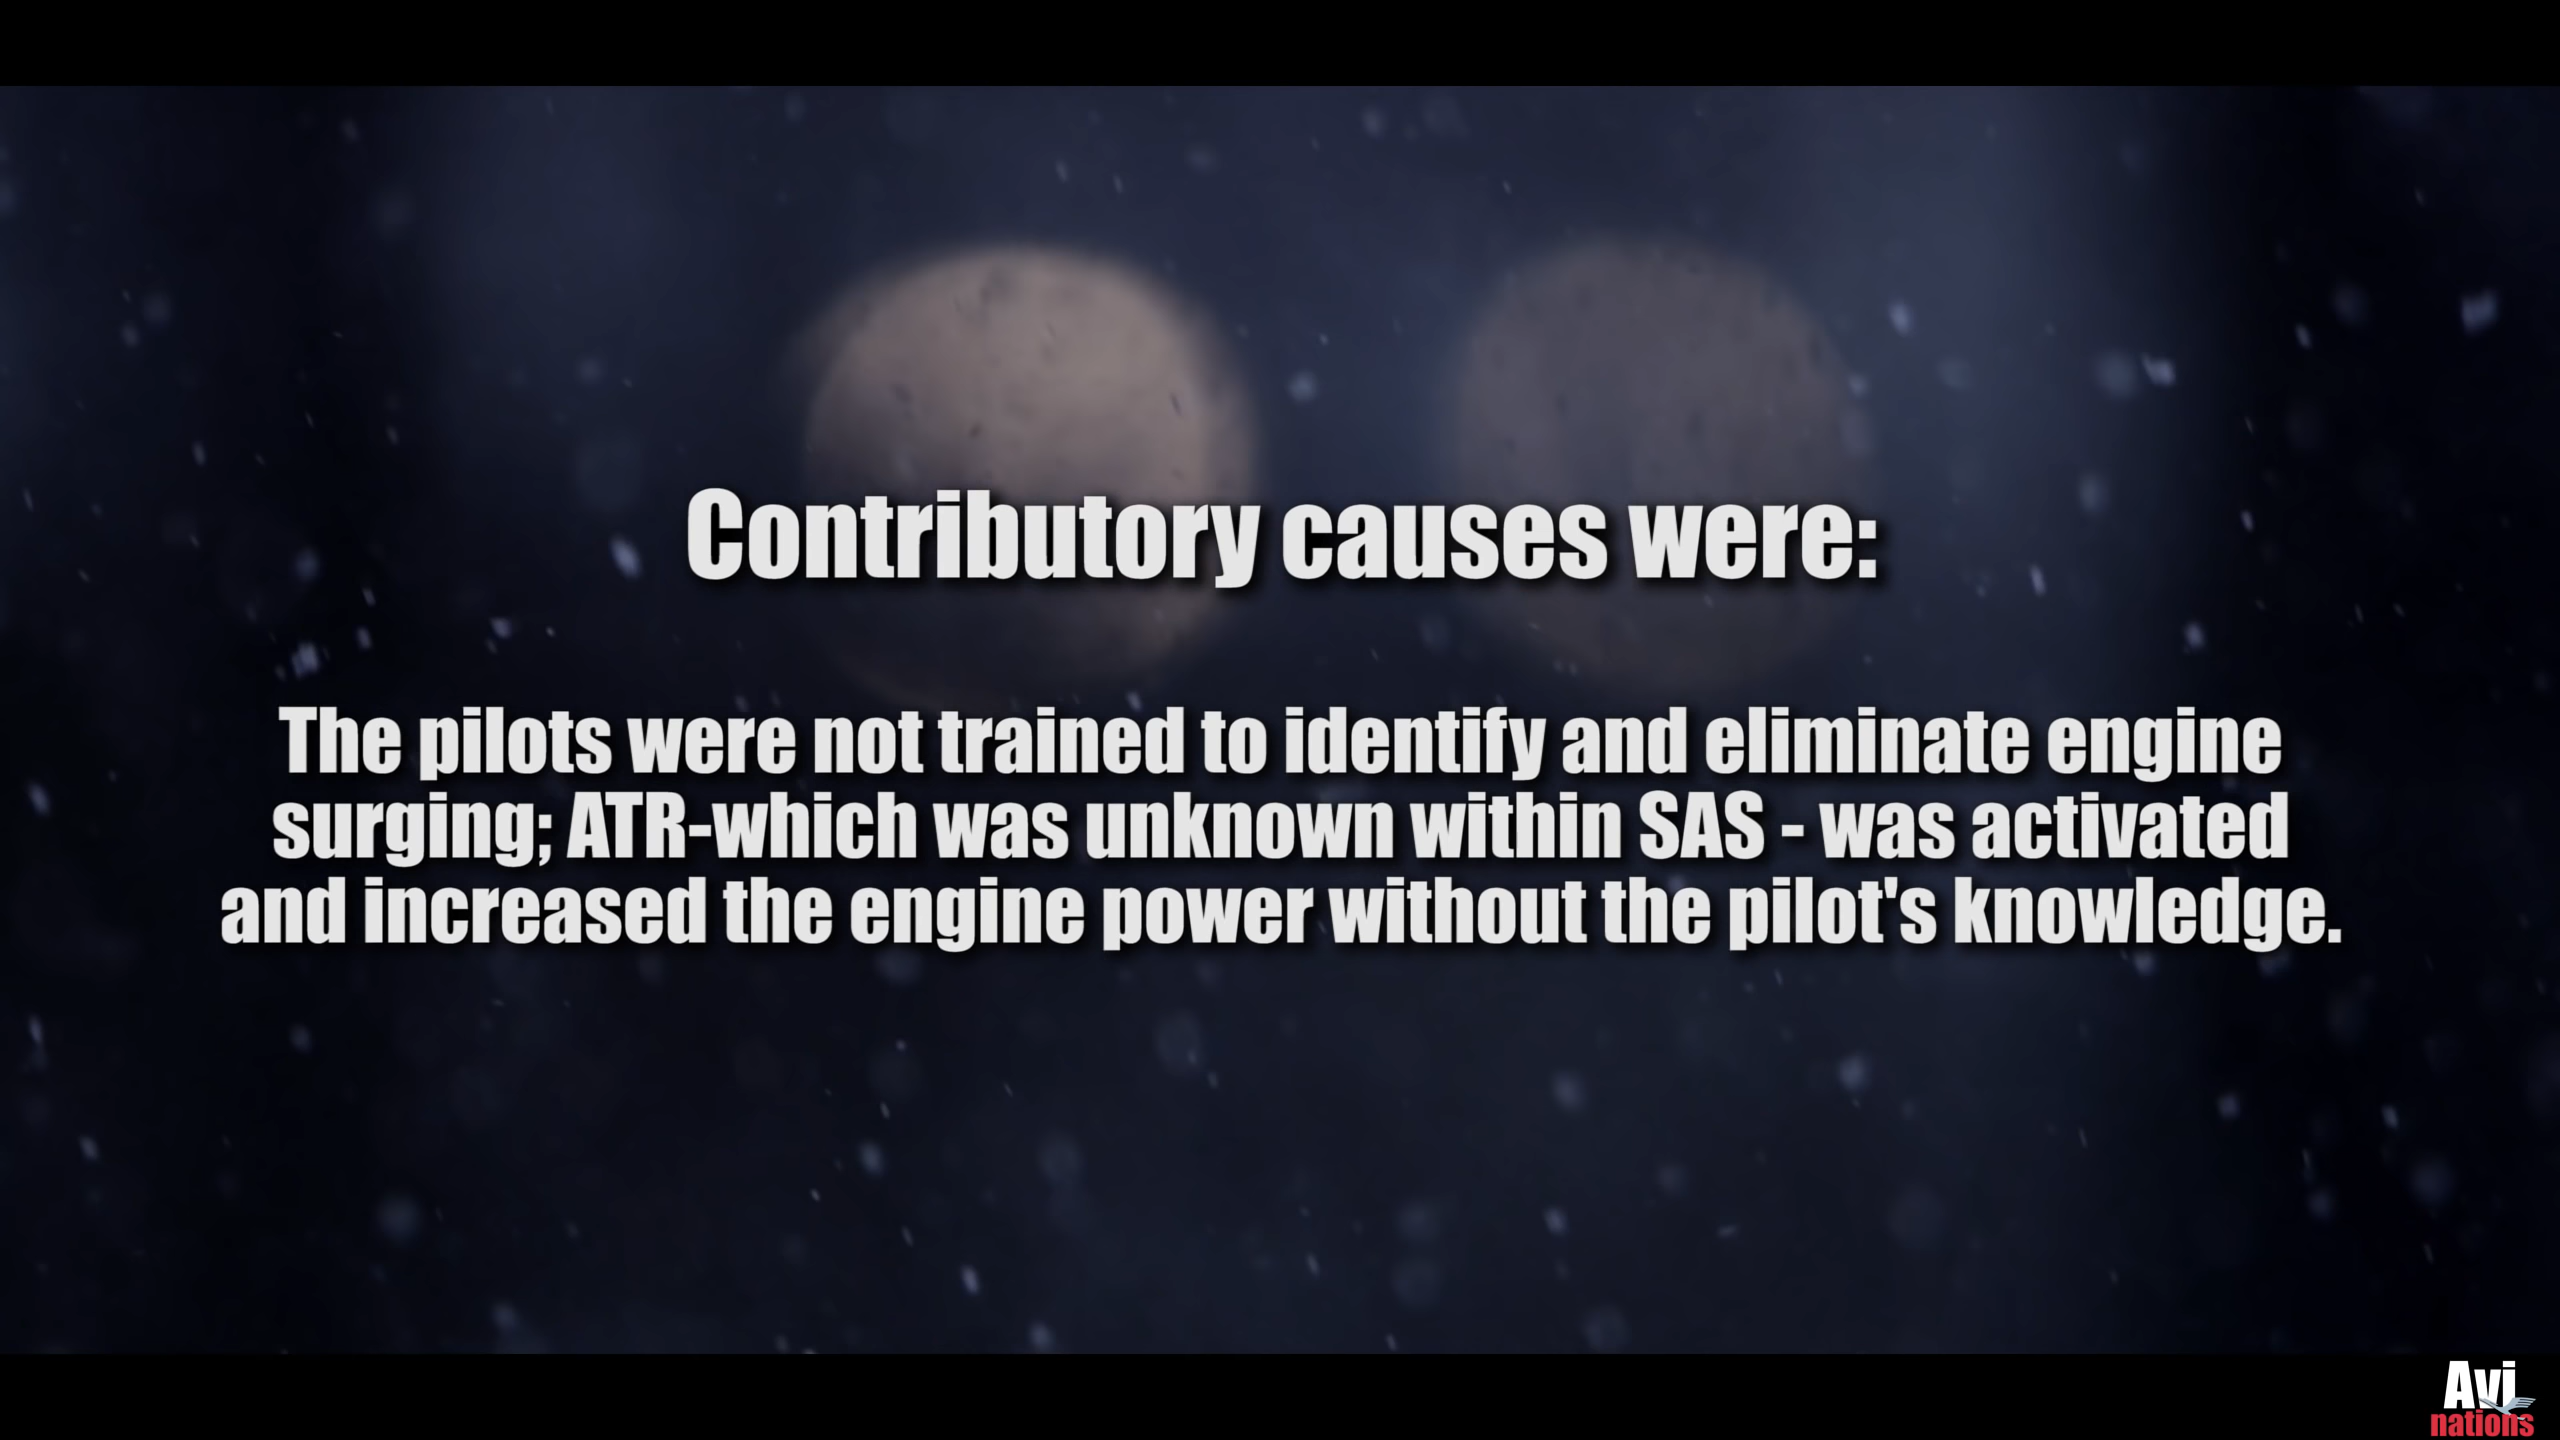 Contributory causes were:
The pilots were not trained to identify and eliminate engine
surging; ATR-which was unknown within SAS - was activated
and increased the engine power without the pilot's knowledge.
Avi
nations